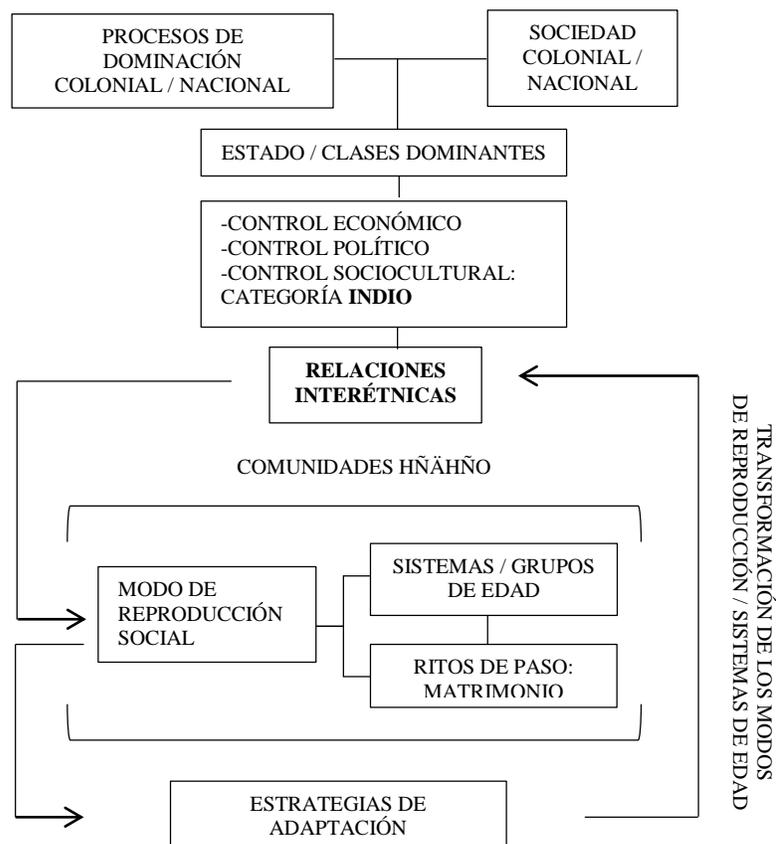 PROCESOS DE
DOMINACIÓN
COLONIAL / NACIONAL
SOCIEDAD
COLONIAL /
NACIONAL
ESTADO / CLASES DOMINANTES
-CONTROL ECONÓMICO
-CONTROL POLÍTICO
-CONTROL SOCIOCULTURAL:
CATEGORÍA INDIO
RELACIONES
INTERÉTNICAS
COMUNIDADES HÑÄHÑO
MODO DE
REPRODUCCIÓN
SOCIAL
SISTEMAS / GRUPOS
DE EDAD
RITOS DE PASO:
MATRIMONIO
ESTRATEGIAS DE
ADAPTACIÓN
TRANSFORMACIÓN DE LOS MODOS
DE REPRODUCCIÓN / SISTEMAS DE EDAD